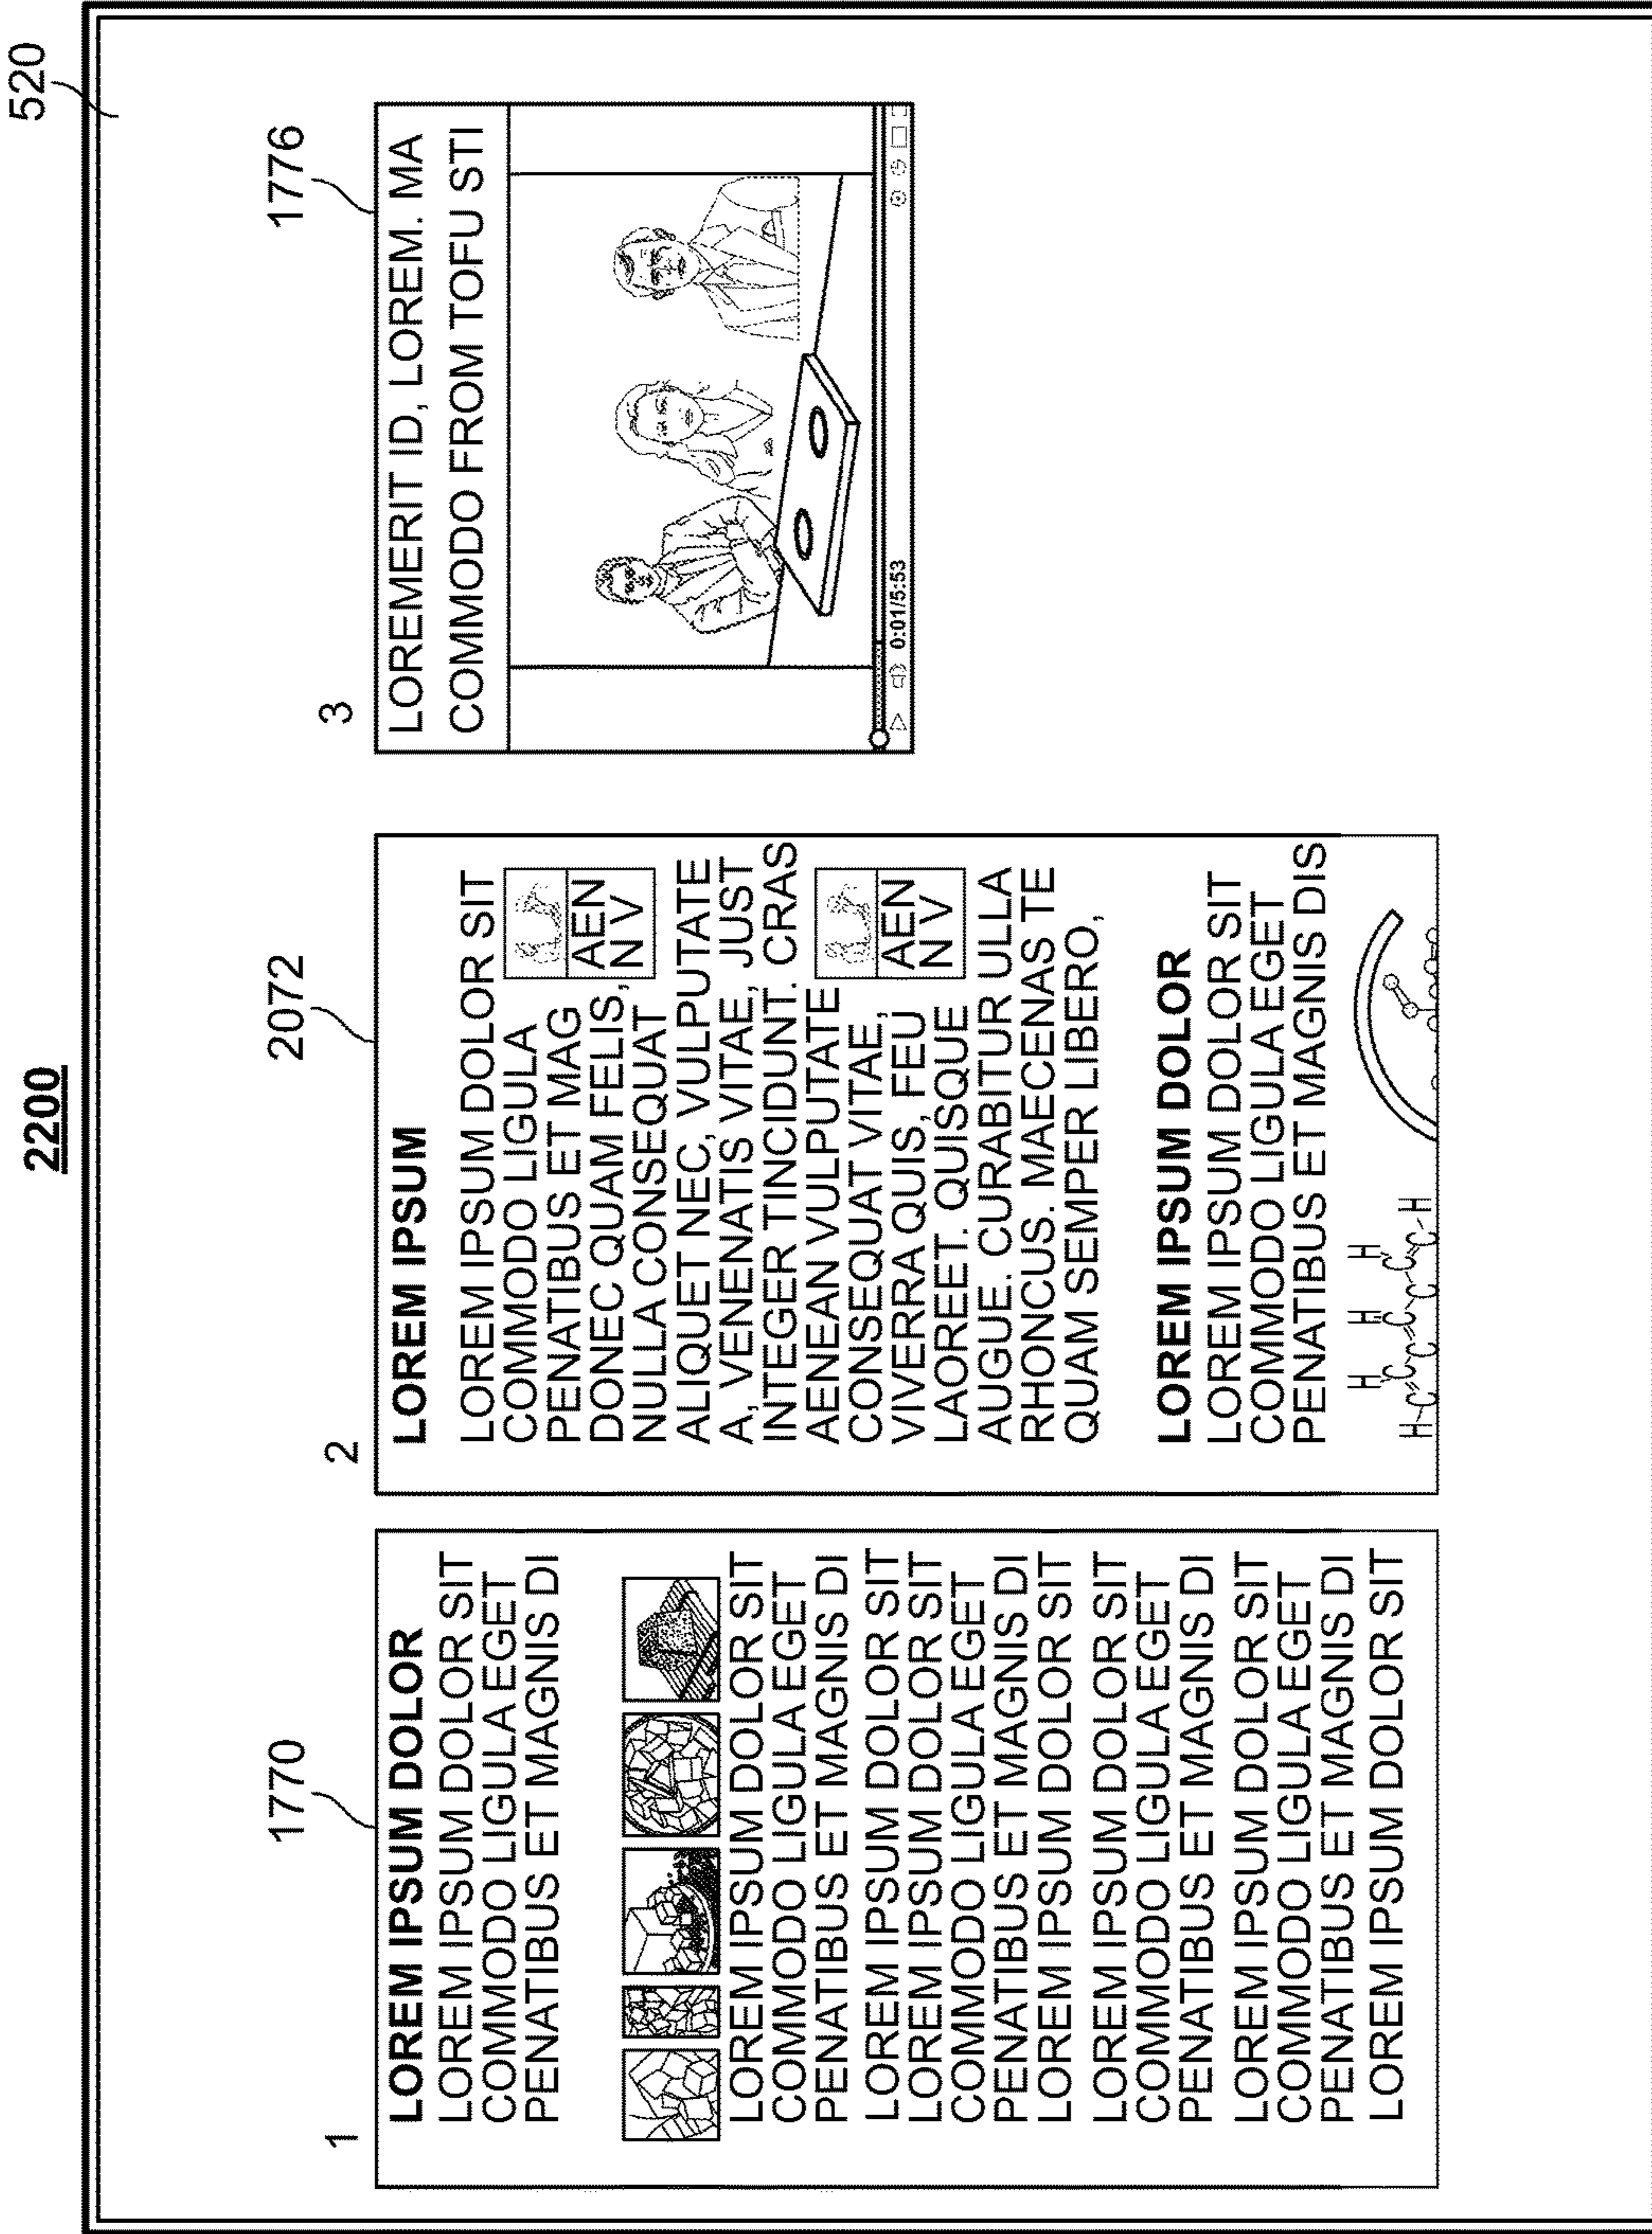 2200
520
1770
1
LOREM IPSUM DOLOR
LOREM IPSUM DOLOR SIT
COMMODO LIGULA EGET
PENATIBUS ET MAGNIS DI
LOREM IPSUM DOLOR SIT
COMMODO LIGULA EGET
PENATIBUS ET MAGNIS DI
LOREM IPSUM DOLOR SIT
LOREM IPSUM DOLOR SIT
COMMODO LIGULA EGET
PENATIBUS ET MAGNIS DI
LOREM IPSUM DOLOR SIT
LOREM IPSUM DOLOR SIT
COMMODO LIGULA EGET
PENATIBUS ET MAGNIS DI
LOREM IPSUM DOLOR SIT
COMMODO LIGULA EGET
PENATIBUS ET MAGNIS DI
LOREM IPSUM DOLOR SIT
2072
2
LOREM IPSUM
LOREM IPSUM DOLOR SIT
COMMODO LIGULA
PENATIBUS ET MAG
DONEC QUAM FELIS,
NULLA CONSEQUAT
AEN
N V
ALIQUET NEC, VULPUTATE
A, VENENATIS VITAE, JUST
INTEGER TINCIDUNT. CRAS
AENEAN VULPUTATE
CONSEQUAT VITAE,
VIVERRA QUIS, FEU
LAOREET. QUISQUE
AEN
N V
AUGUE. CURABITUR ULLA
RHONCUS. MAECENAS TE
QUAM SEMPER LIBERO,
LOREM IPSUM DOLOR
LOREM IPSUM DOLOR SIT
COMMODO LIGULA EGET
PENATIBUS ET MAGNIS DIS
H H H
H-C C C C C C-H
1776
3
LOREMERIT ID, LOREM. MA
COMMODO FROM TOFU STI
0:01/5:53